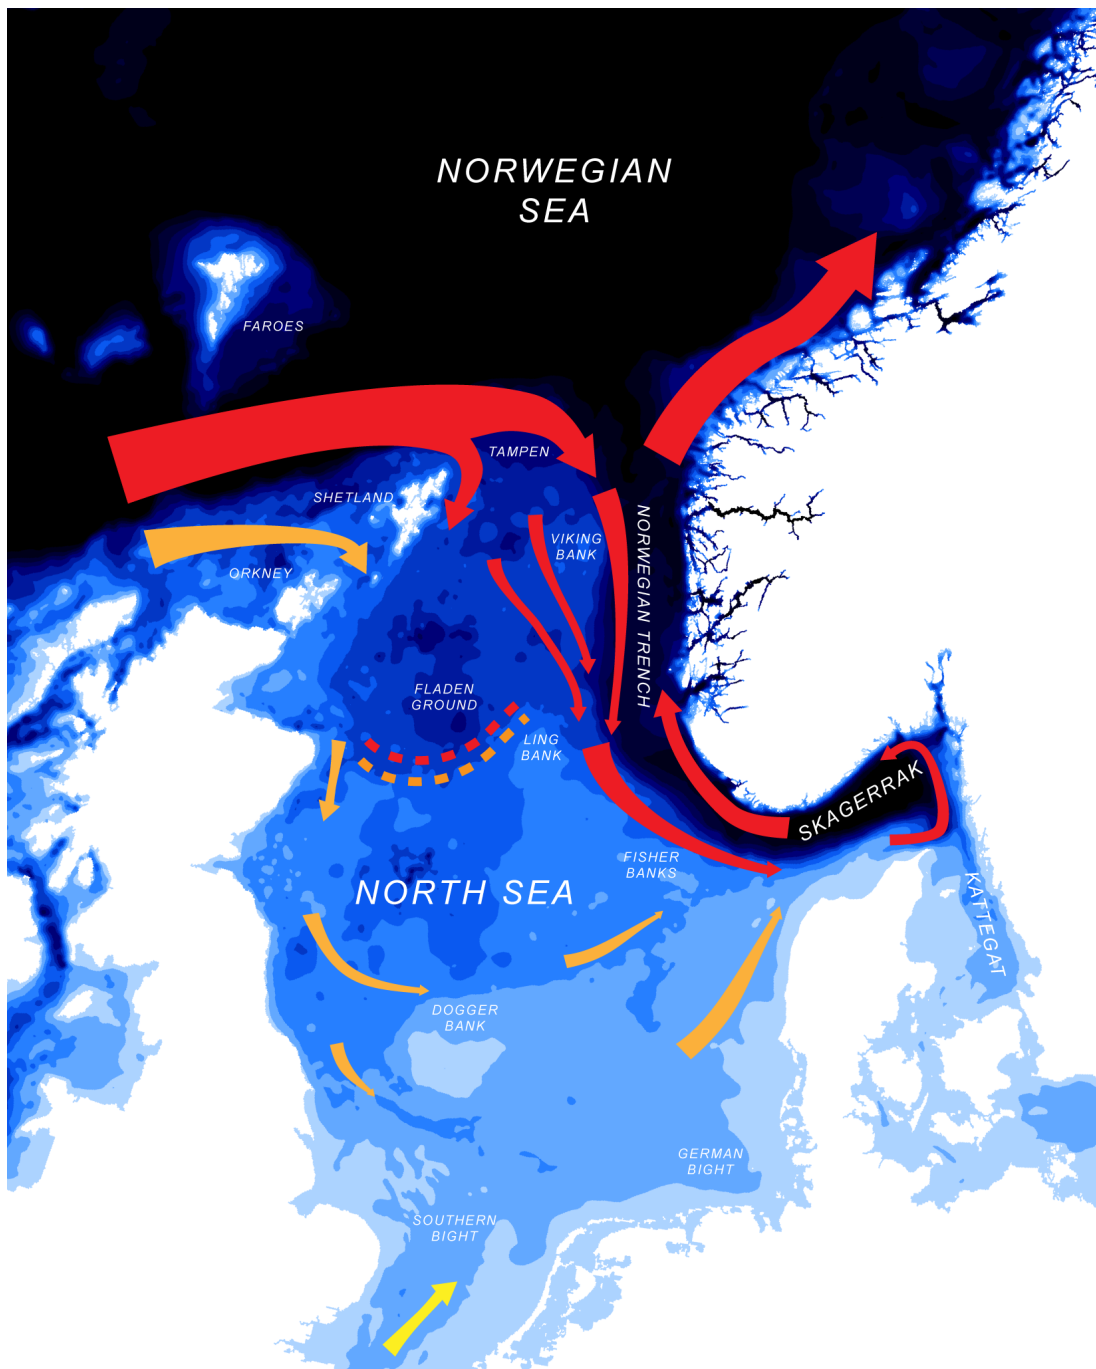 NORWEGIAN
SEA
FAROES
TAMPEN
SHETLAND
NORWEGIAN TRENCH
VIKING
BANK
ORKNEY
FLADEN
GROUND
LING
BANK
SKAGERRAK
FISHER
BANKS
NORTH SEA
KATTEGAT
DOGGER
BANK
GERMAN
BIGHT
SOUTHERN
BIGHT